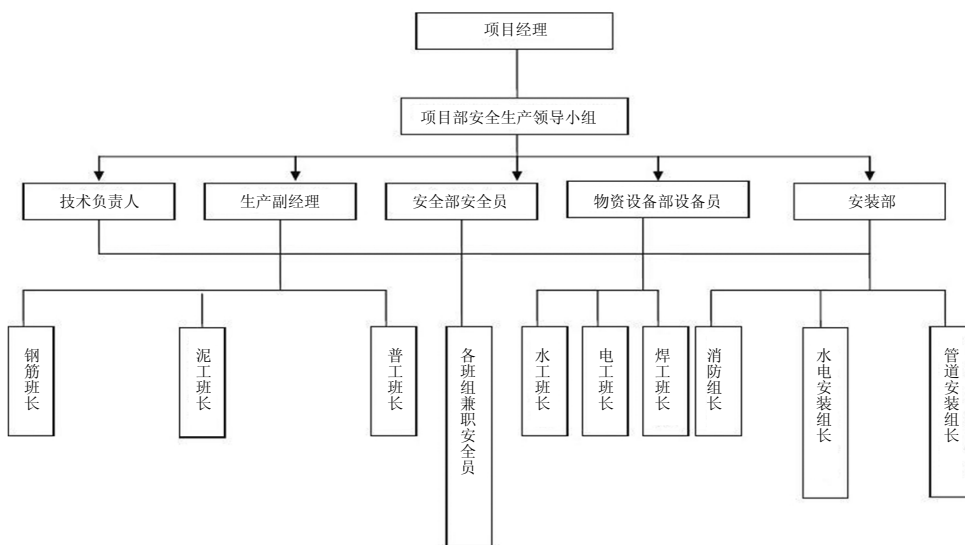 项目经理
项目部安全生产领导小组
技术负责人
生产副经理
安全部安全员
物资设备部设备员
安装部
钢筋班长
泥工班长
普工班长
各班组兼职安全员
水工班长
电工班长
焊工班长
消防组长
水电安装组长
管道安装组长